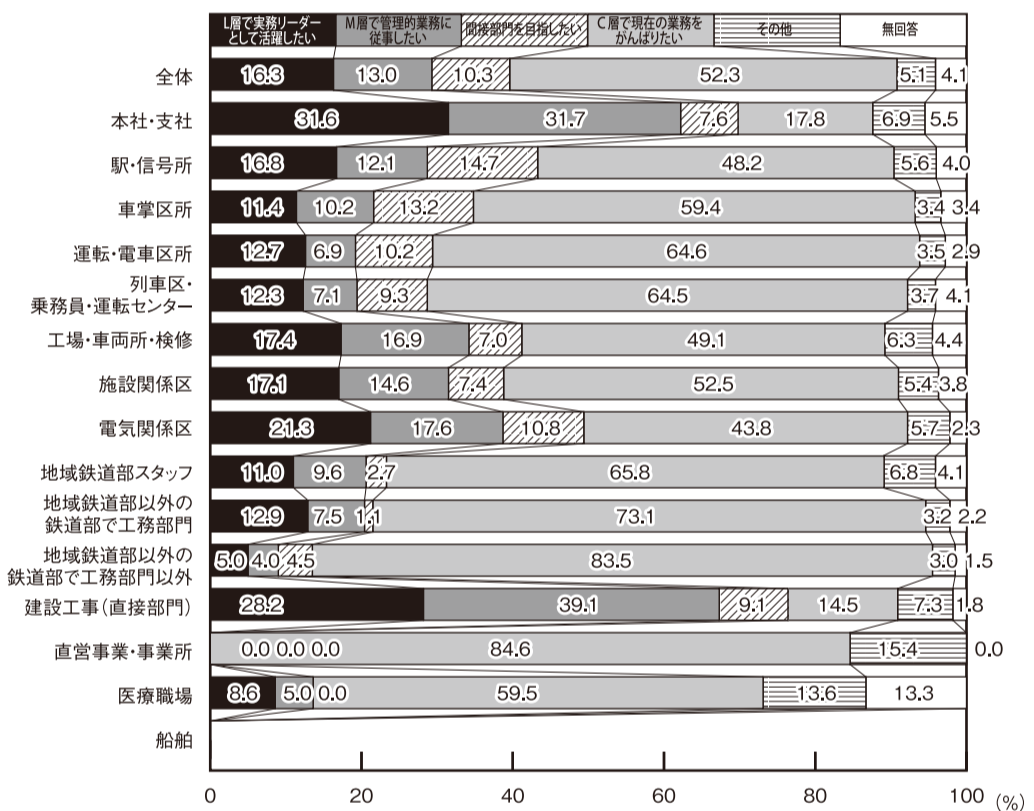 L層で実務リーダー
として活躍したい
M層で管理的業務に
従事したい
間接部門を目指したい
C層で現在の業務を
がんばりたい
その他
無回答
全体
16.3 13.0 10.3 52.3 5.1 4.1
本社・支社
31.6 31.7 7.6 17.8 6.9 5.5
駅・信号所
16.8 12.1 14.7 48.2 5.6 4.0
車掌区所
11.4 10.2 13.2 59.4 3.4 3.4
運転・電車区所
12.7 6.9 10.2 64.6 3.5 2.9
列車区・
乗務員・運転センター
12.3 7.1 9.3 64.5 3.7 4.1
工場・車両所・検修
17.4 16.9 7.0 49.1 6.3 4.4
施設関係区
17.1 14.6 7.4 52.5 5.4 3.8
電気関係区
21.3 17.6 10.8 43.8 5.7 2.3
地域鉄道部スタッフ
11.0 9.6 2.7 65.8 6.8 4.1
地域鉄道部以外の
鉄道部で工務部門
12.9 7.5 1.1 73.1 3.2 2.2
地域鉄道部以外の
鉄道部で工務部門以外
5.0 4.0 4.5 83.5 3.0 1.5
建設工事(直接部門)
28.2 39.1 9.1 14.5 7.3 1.8
直営事業・事業所
0.0 0.0 0.0 84.6 15.4 0.0
医療職場
8.6 5.0 0.0 59.5 13.6 13.3
船舶
0 20 40 60 80 100 (%)